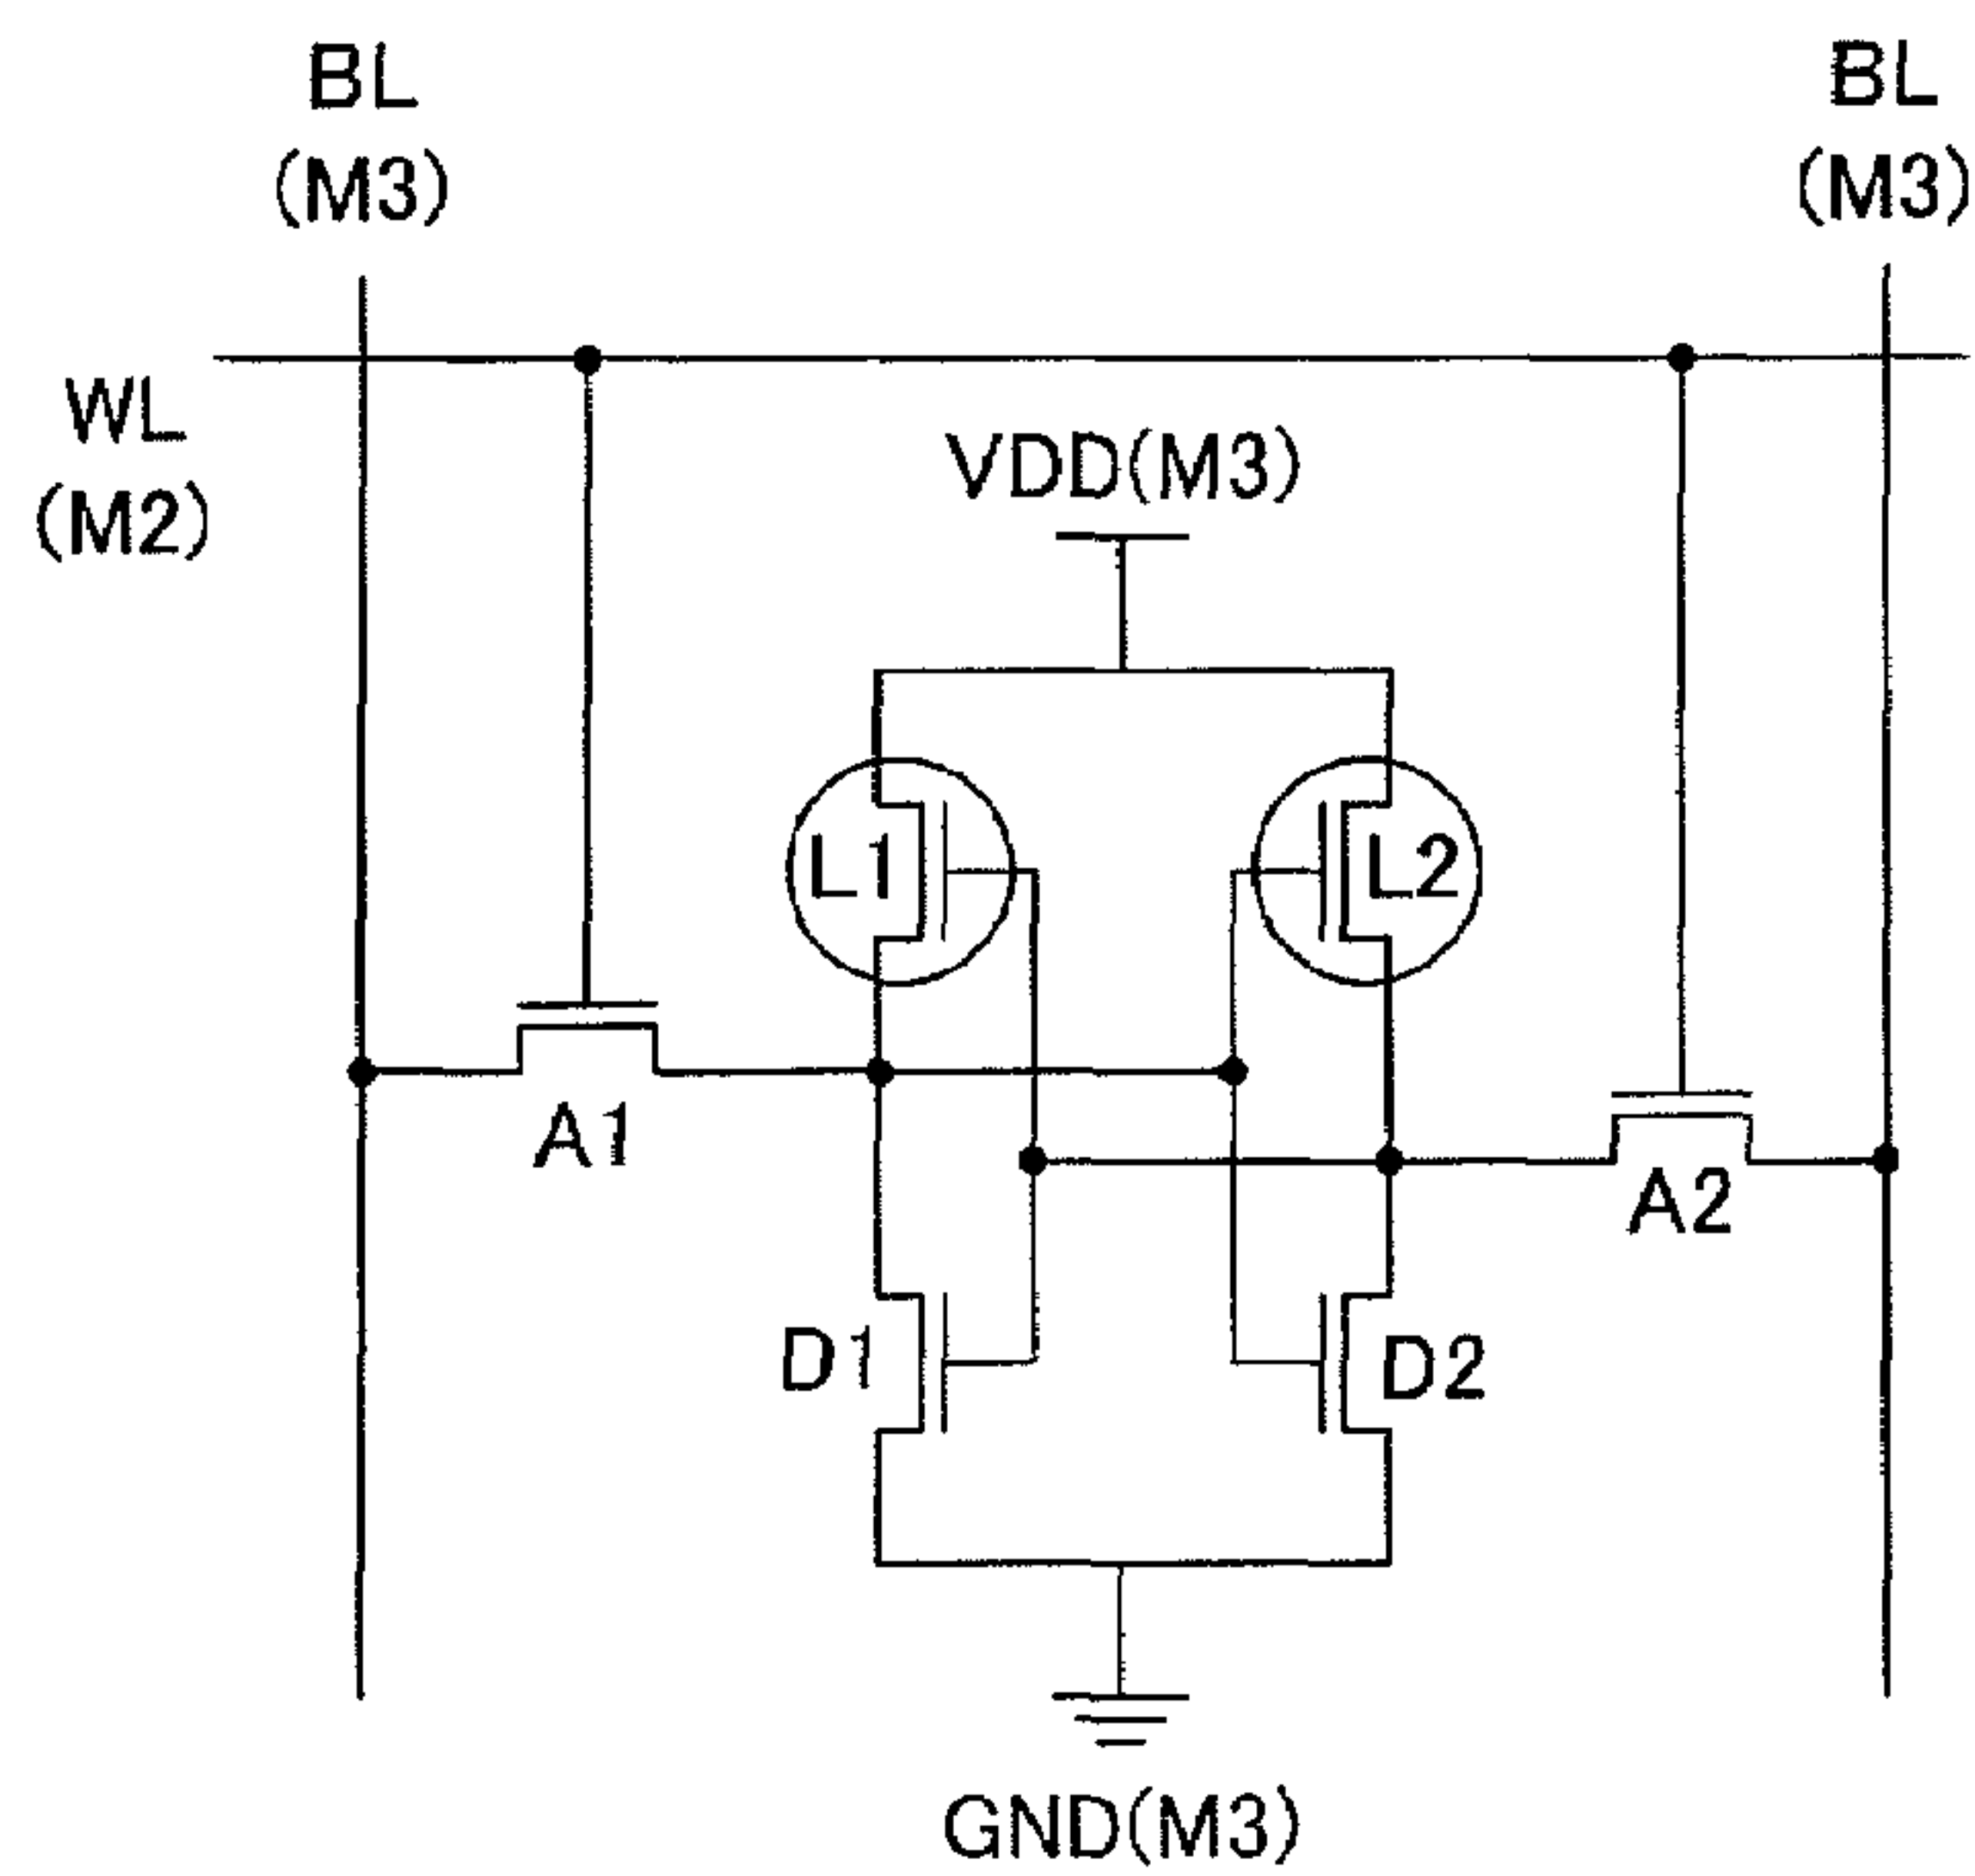 BL
(M3)
BL
(M3)
WL
(M2)
VDD(M3)
L1
L2
A1
A2
D1
D2
GND(M3)